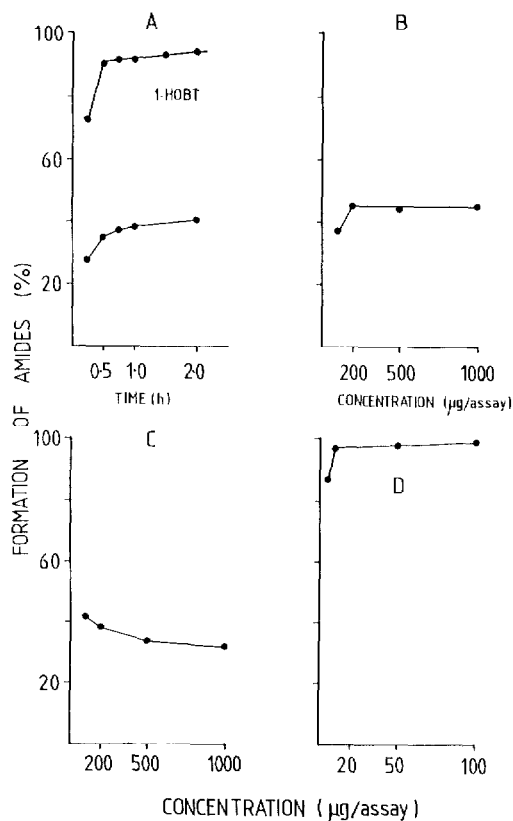 A
B
100
60
20
1-HOBT
0·5 1·0 2·0
TIME (h)
200 500 1000
CONCENTRATION (µg/assay)
FORMATION OF AMIDES (%)
C
D
100
60
20
200 500 1000
20 50 100
CONCENTRATION (µg/assay)